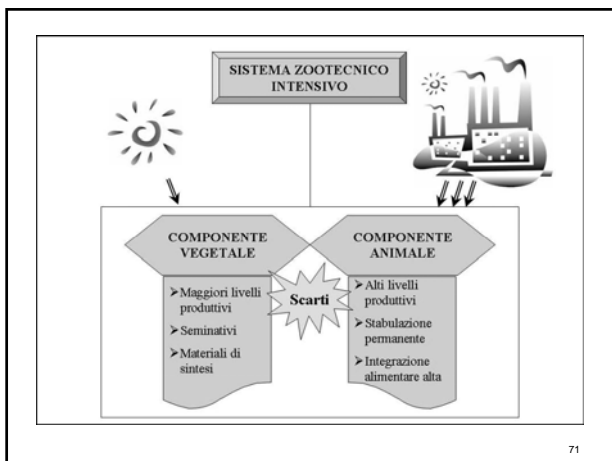 SISTEMA ZOOTECNICO
INTENSIVO
COMPONENTE
VEGETALE
➢Maggiori livelli
produttivi
➢Seminativi
➢Materiali di
sintesi
Scarti
COMPONENTE
ANIMALE
➢Alti livelli
produttivi
➢Stabulazione
permanente
➢Integrazione
alimentare alta
71